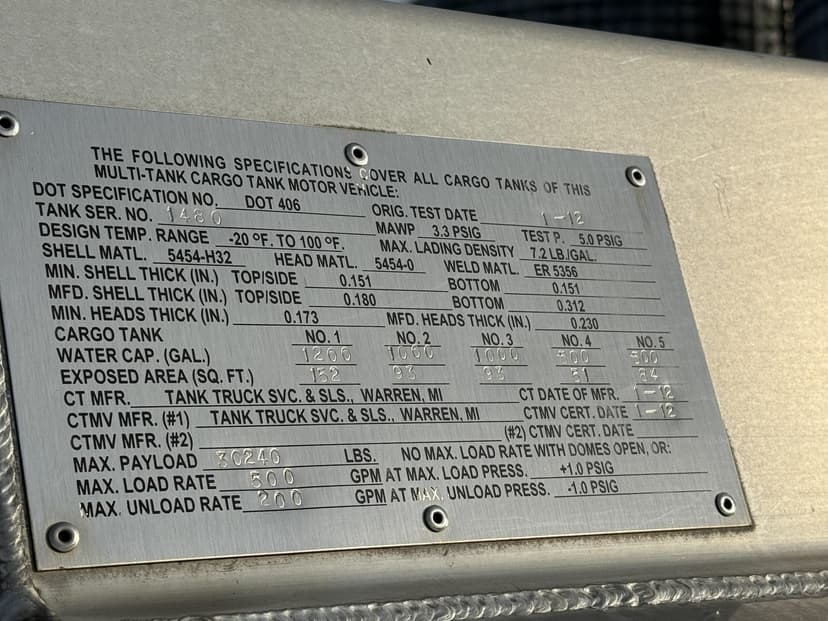 THE FOLLOWING SPECIFICATIONS COVER ALL CARGO TANKS OF THIS
MULTI-TANK CARGO TANK MOTOR VEHICLE:
DOT SPECIFICATION NO. DOT 406
TANK SER. NO. 1480 ORIG. TEST DATE 1-12
DESIGN TEMP. RANGE -20 °F. TO 100 °F. MAWP 3.3 PSIG TEST P. 5.0 PSIG
SHELL MATL. 5454-H32 HEAD MATL. 5454-0 MAX. LADING DENSITY 7.2 LB./GAL.
WELD MATL. ER 5356
MIN. SHELL THICK (IN.) TOP/SIDE 0.151 BOTTOM 0.151
MFD. SHELL THICK (IN.) TOP/SIDE 0.180 BOTTOM 0.312
MIN. HEADS THICK (IN.) 0.173 MFD. HEADS THICK (IN.) 0.230
CARGO TANK NO. 1 NO. 2 NO. 3 NO. 4 NO. 5
WATER CAP. (GAL.) 1200 1000 1000 500 500
EXPOSED AREA (SQ. FT.) 152 93 93 51 84
CT MFR. TANK TRUCK SVC. & SLS., WARREN, MI CT DATE OF MFR. 1-12
CTMV MFR. (#1) TANK TRUCK SVC. & SLS., WARREN, MI CTMV CERT. DATE 1-12
CTMV MFR. (#2) (#2) CTMV CERT. DATE
MAX. PAYLOAD 30240 LBS. NO MAX. LOAD RATE WITH DOMES OPEN, OR:
MAX. LOAD RATE 500 GPM AT MAX. LOAD PRESS. +1.0 PSIG
MAX. UNLOAD RATE 200 GPM AT MAX. UNLOAD PRESS. -1.0 PSIG